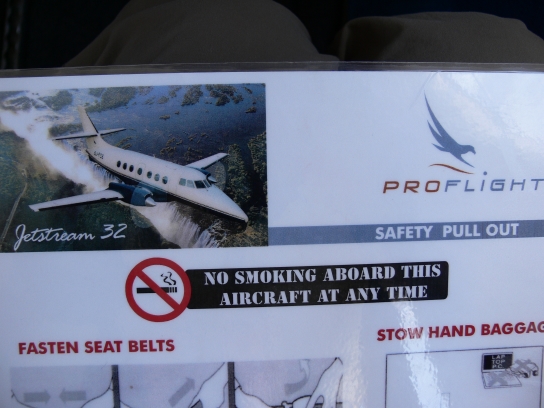 PROFLIGHT
Jetstream 32
SAFETY PULL OUT
NO SMOKING ABOARD THIS
AIRCRAFT AT ANY TIME
FASTEN SEAT BELTS
STOW HAND BAGGAG
LAP
TOP
P.C.